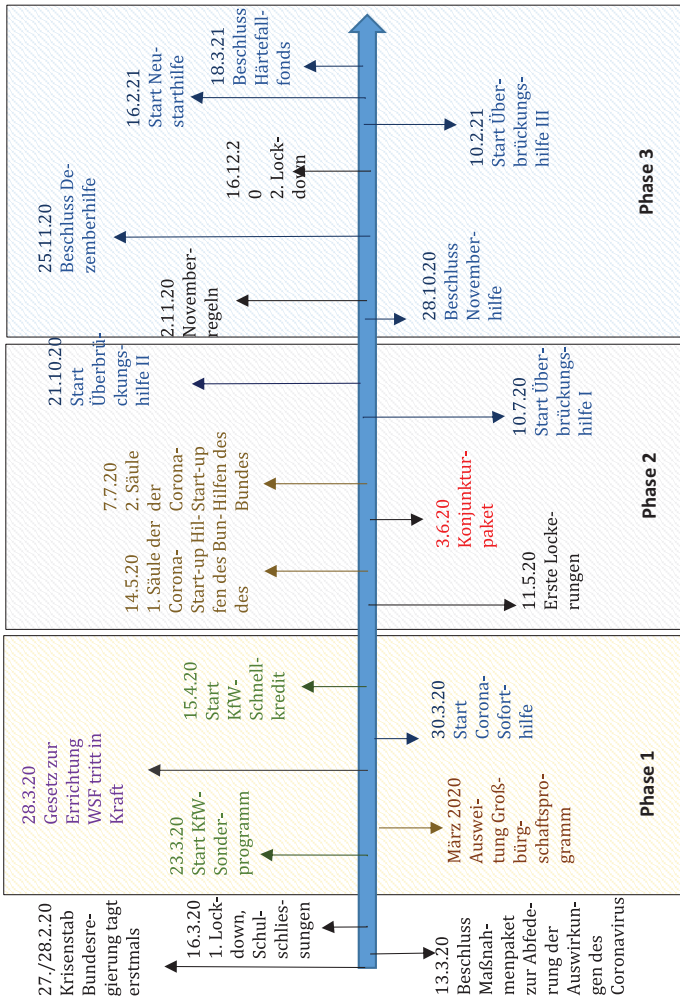 27./28.2.20
Krisenstab
Bundesre-
gierung tagt
erstmals
16.3.20
1. Lock-
down,
Schul-
schlies-
sungen
13.3.20
Beschluss
Maßnah-
menpaket
zur Abfede-
rung der
Auswirkun-
gen des
Coronavirus
28.3.20
Gesetz zur
Errichtung
WSF tritt in
Kraft
23.3.20
Start KfW-
Sonder-
programm
15.4.20
Start
KfW-
Schnell-
kredit
März 2020
Auswei-
tung Groß-
bürg-
schaftspro-
gramm
30.3.20
Start
Corona-
Sofort-
hilfe
Phase 1
14.5.20
1. Säule der
Corona-
Start-up Hil-
fen des Bun-
des
7.7.20
2. Säule
der
Corona-
Start-up
Hilfen des
Bundes
21.10.20
Start
Überbrü-
ckungs-
hilfe II
11.5.20
Erste Locke-
rungen
3.6.20
Konjunktur-
paket
10.7.20
Start Über-
brückungs-
hilfe I
Phase 2
2.11.20
November-
regeln
25.11.20
Beschluss De-
zemberhilfe
16.12.2
0
2. Lock-
down
16.2.21
Start Neu-
starthilfe
18.3.21
Beschluss
Härtefall-
fonds
28.10.20
Beschluss
November-
hilfe
10.2.21
Start Über-
brückungs-
hilfe III
Phase 3